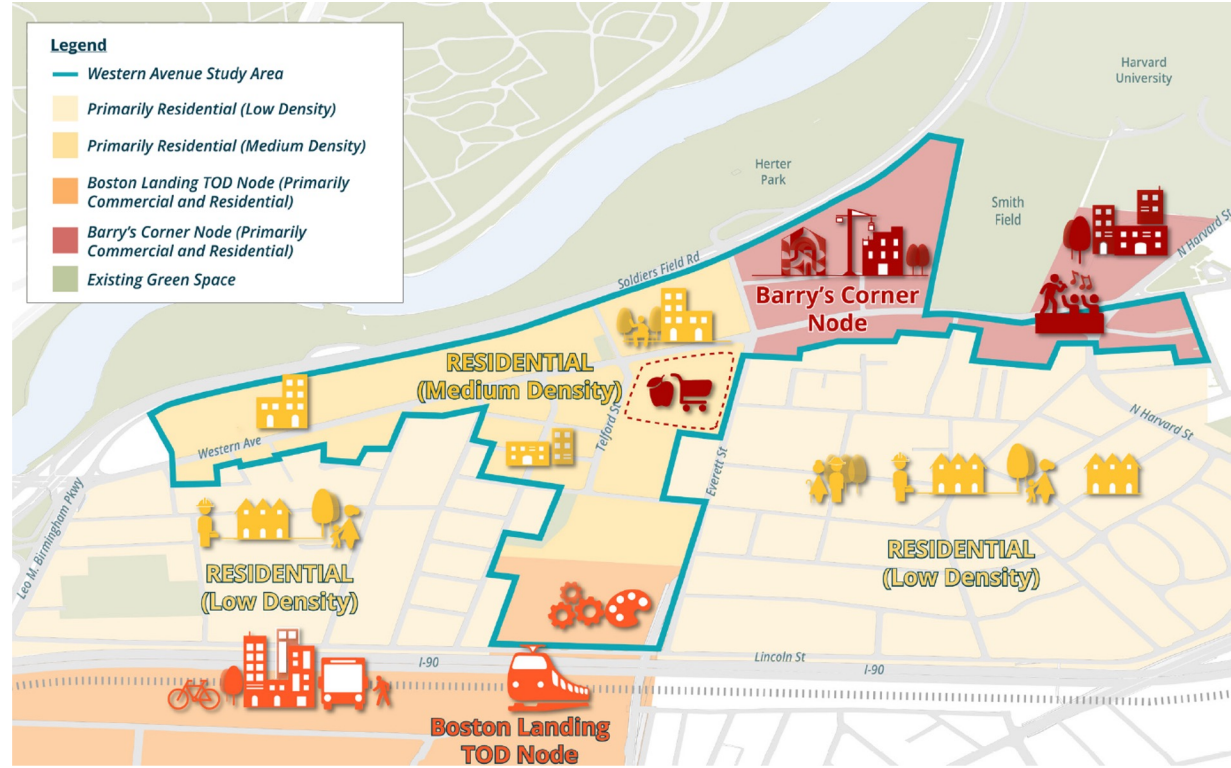 Legend
Western Avenue Study Area
Primarily Residential (Low Density)
Primarily Residential (Medium Density)
Boston Landing TOD Node (Primarily
Commercial and Residential)
Barry's Corner Node (Primarily
Commercial and Residential)
Existing Green Space
Harvard
University
Herter
Park
Smith
Field
N Harvard St
Soldiers Field Rd
Barry's Corner
Node
RESIDENTIAL
(Medium Density)
Telford St
Western Ave
Everett St
N Harvard St
Leo M. Birmingham Pkwy
RESIDENTIAL
(Low Density)
RESIDENTIAL
(Low Density)
I-90
Lincoln St
I-90
Boston Landing
TOD Node